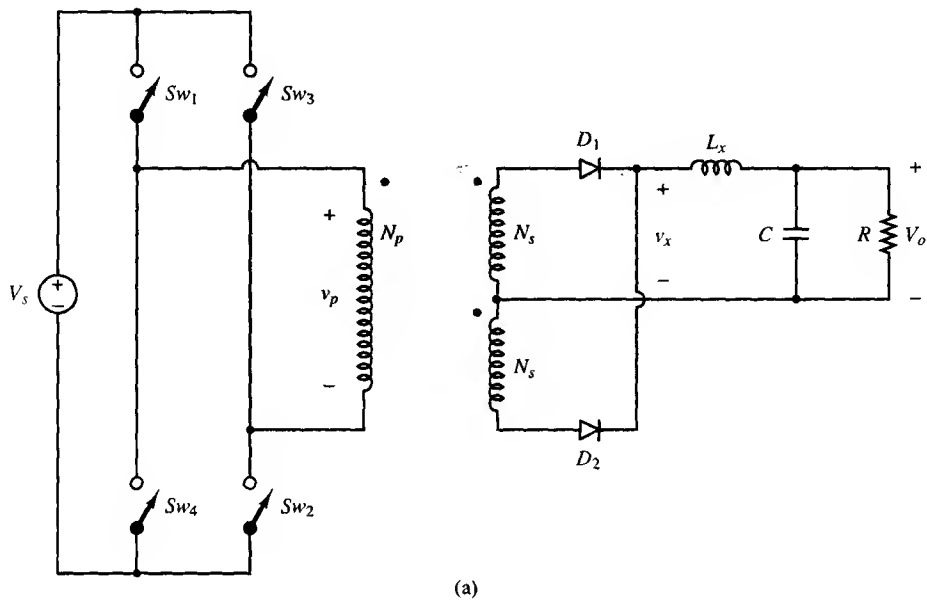 Sw₁
Sw₃
D₁
Lₓ
+
+
+
Nₚ
Nₛ
vₓ
C
R
Vₒ
Vₛ
+
−
vₚ
−
−
Nₛ
−
D₂
Sw₄
Sw₂
(a)